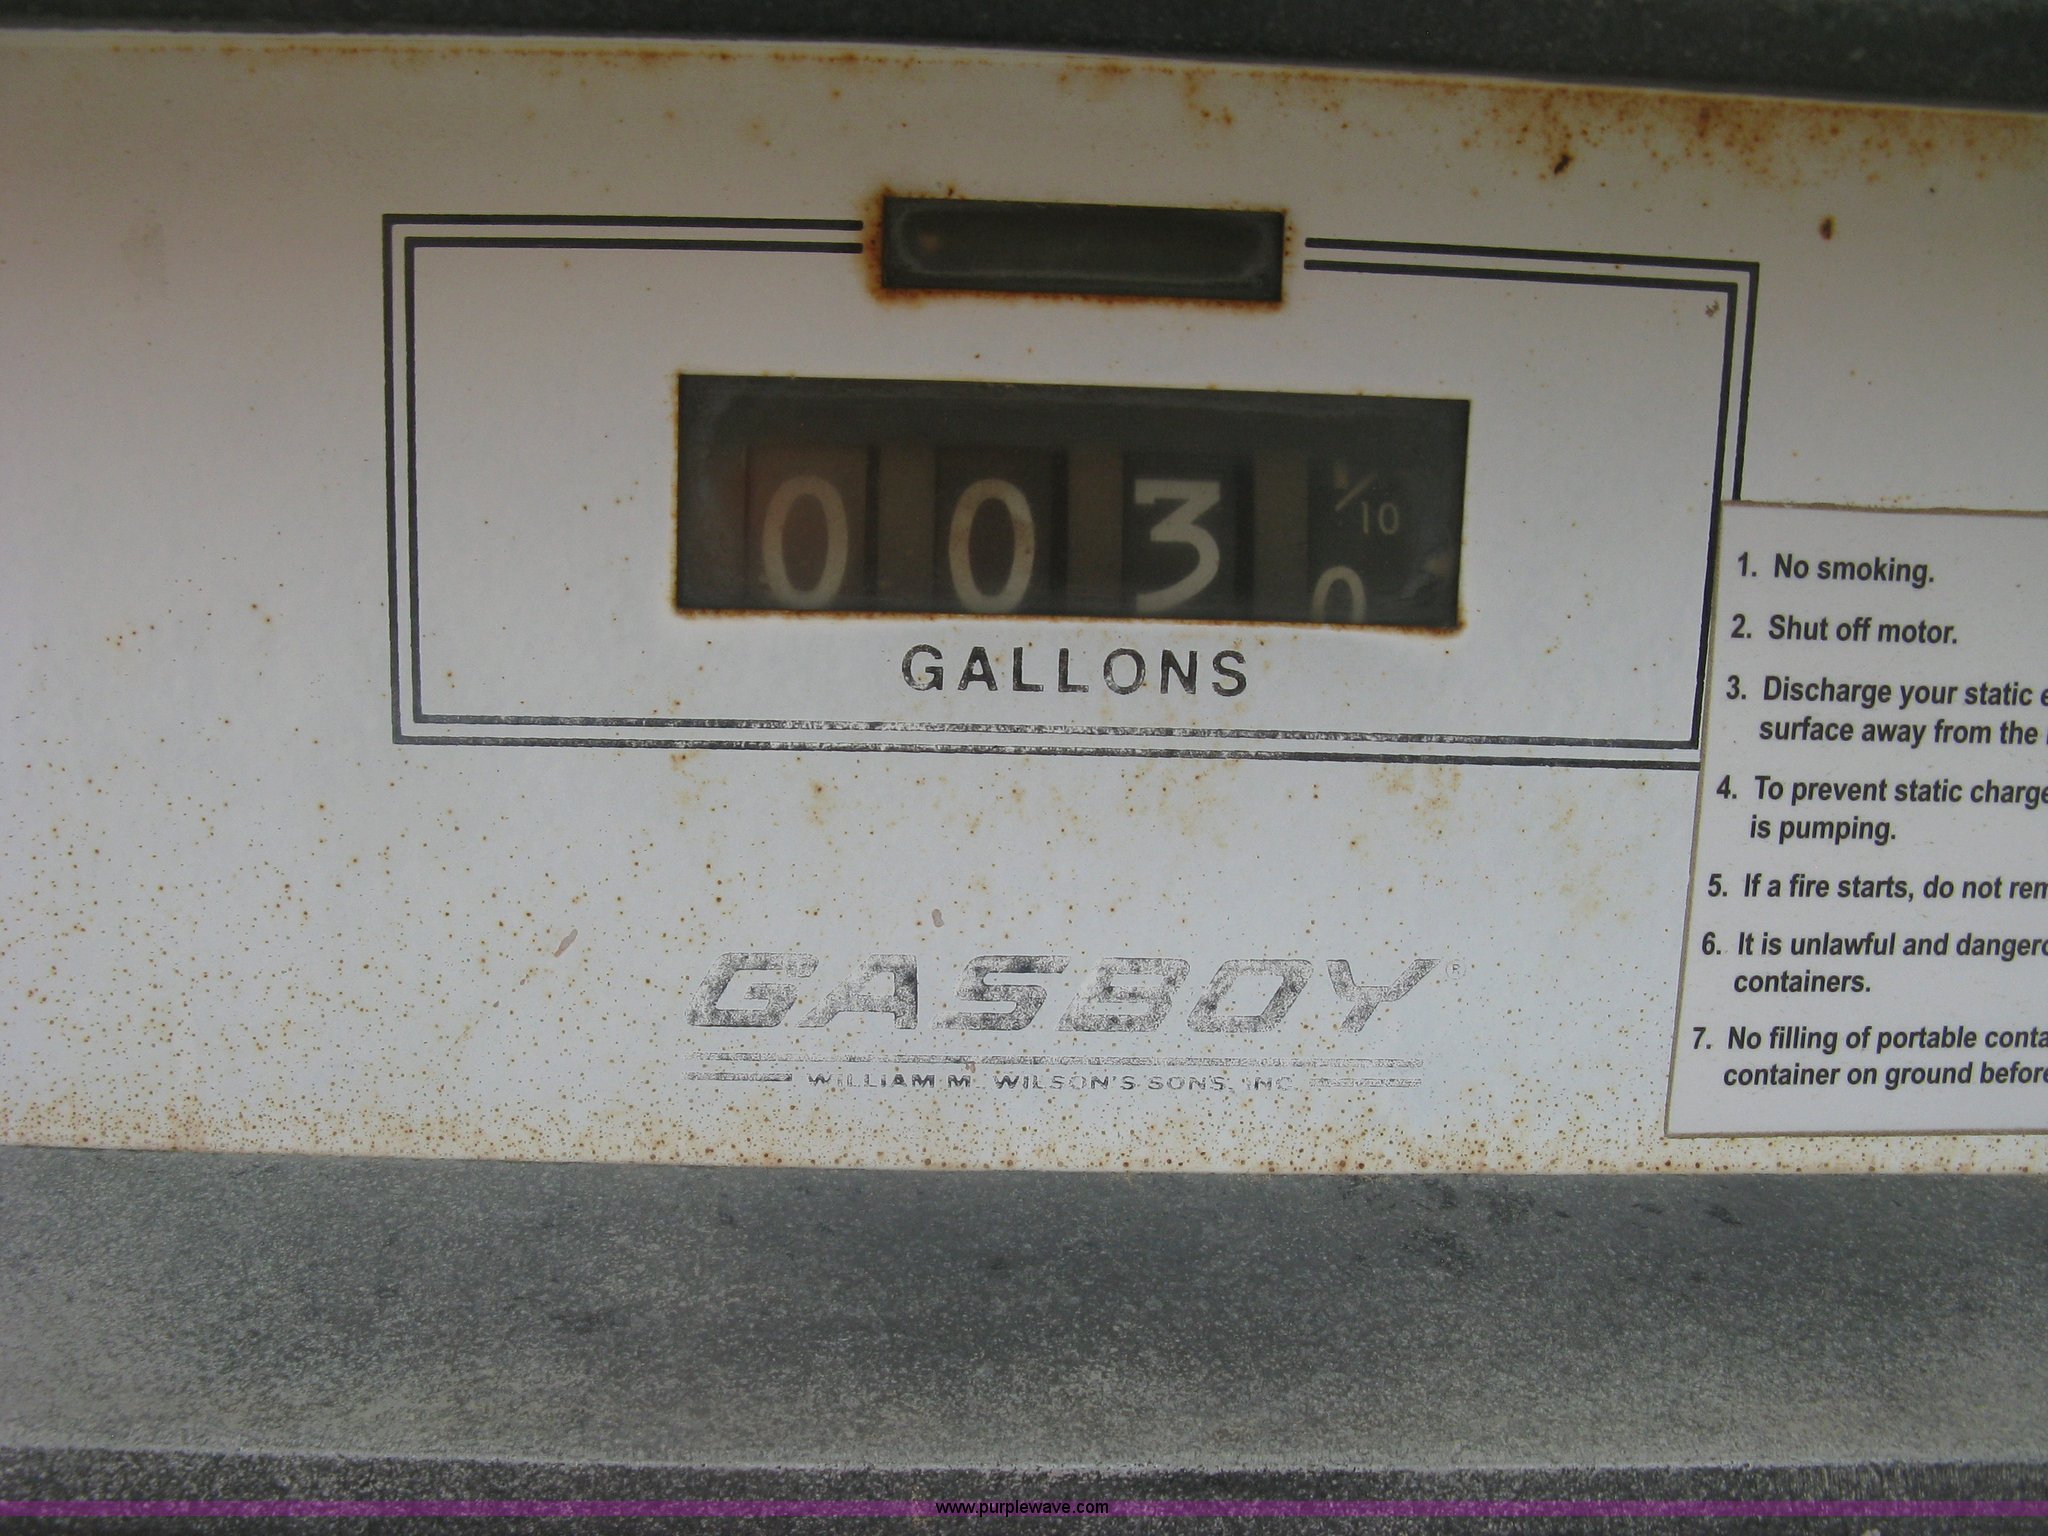 0 0 3 1/10
0
GALLONS
1. No smoking.
2. Shut off motor.
3. Discharge your static
surface away from the
4. To prevent static charge
is pumping.
5. If a fire starts, do not
6. It is unlawful and
containers.
7. No filling of portable
container on ground before
GASBOY®
WILLIAM M. WILSON'S SONS, INC.
www.purplewave.com